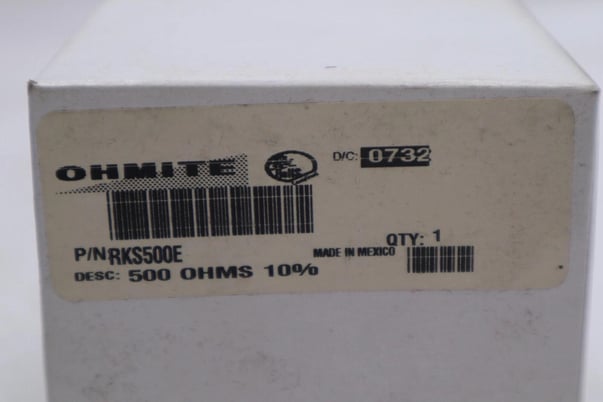 OHMITE
D/C: 0732
P/N: RKS500E
MADE IN MEXICO
QTY: 1
DESC: 500 OHMS 10%